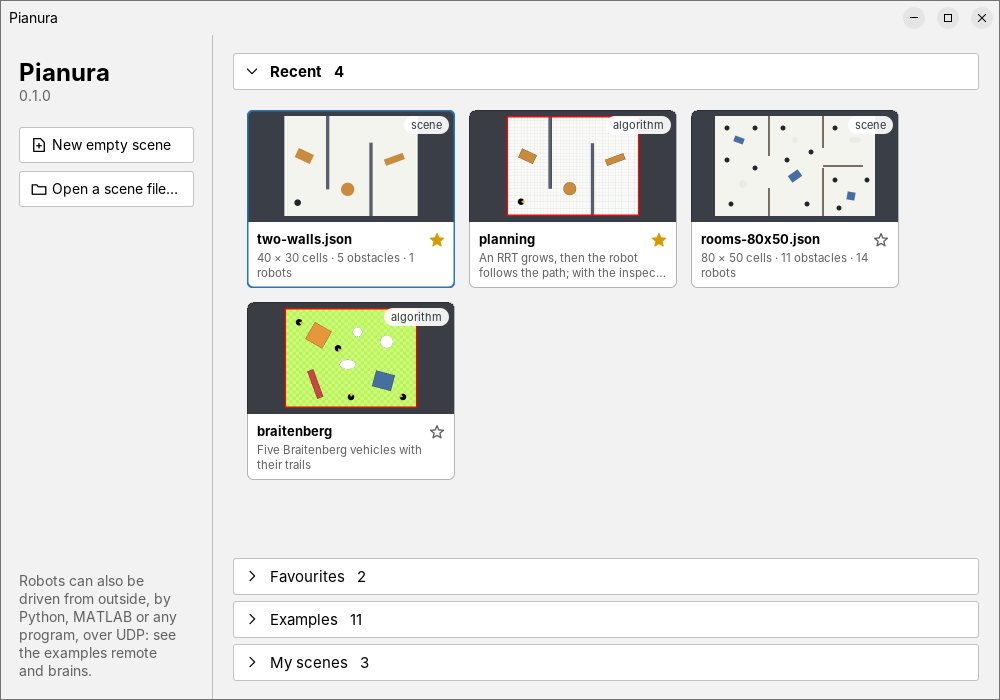 Pianura
Pianura
0.1.0
New empty scene
Open a scene file...
Robots can also be
driven from outside, by
Python, MATLAB or any
program, over UDP: see
the examples remote
and brains.
Recent 4
scene
two-walls.json
40 × 30 cells · 5 obstacles · 1
robots
algorithm
planning
An RRT grows, then the robot
follows the path; with the inspec...
scene
rooms-80x50.json
80 × 50 cells · 11 obstacles · 14
robots
algorithm
braitenberg
Five Braitenberg vehicles with
their trails
Favourites 2
Examples 11
My scenes 3